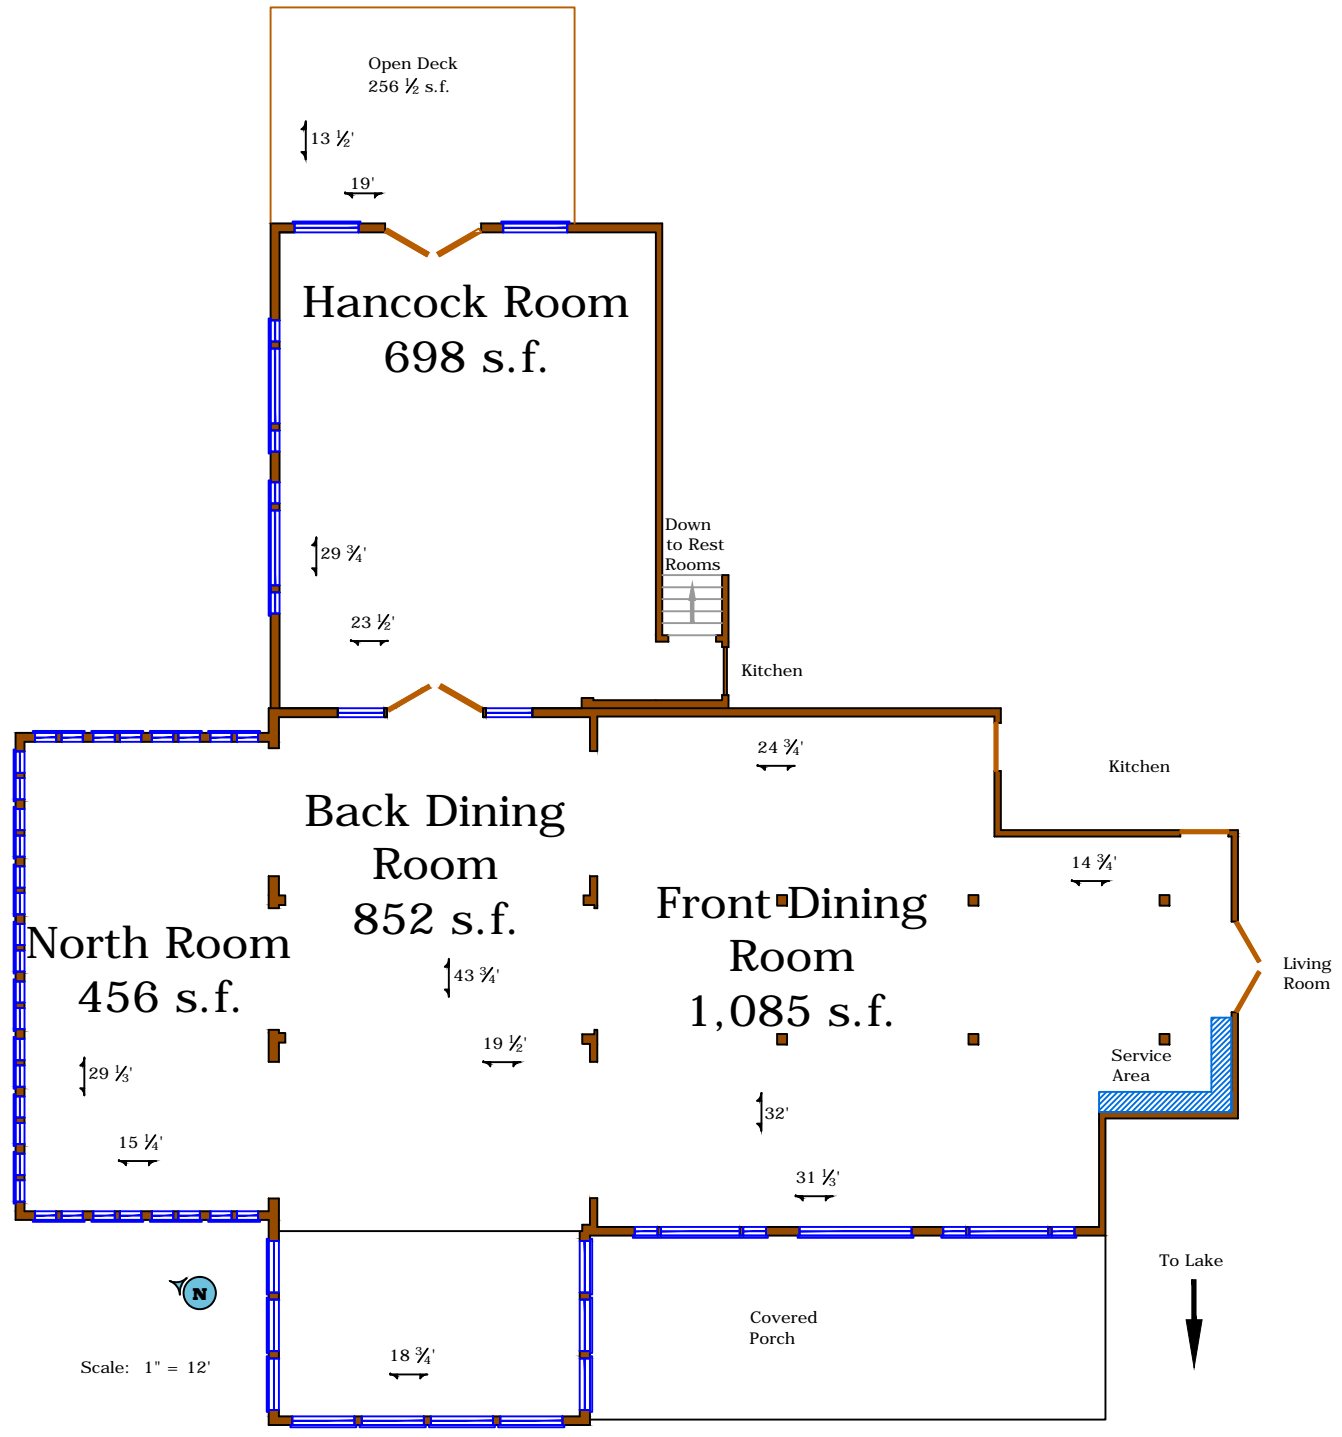 Open Deck
256 ½ s.f.
13 ½'
19'
Hancock Room
698 s.f.
Down
to Rest
Rooms
29 ¾'
23 ½'
Kitchen
24 ¾'
Kitchen
Back Dining
Room
852 s.f.
14 ¾'
Front Dining
Room
1,085 s.f.
North Room
456 s.f.
43 ¾'
Living
Room
19 ½'
Service
Area
29 ⅓'
32'
15 ¼'
31 ⅓'
To Lake
N
Covered
Porch
18 ¾'
Scale: 1" = 12'